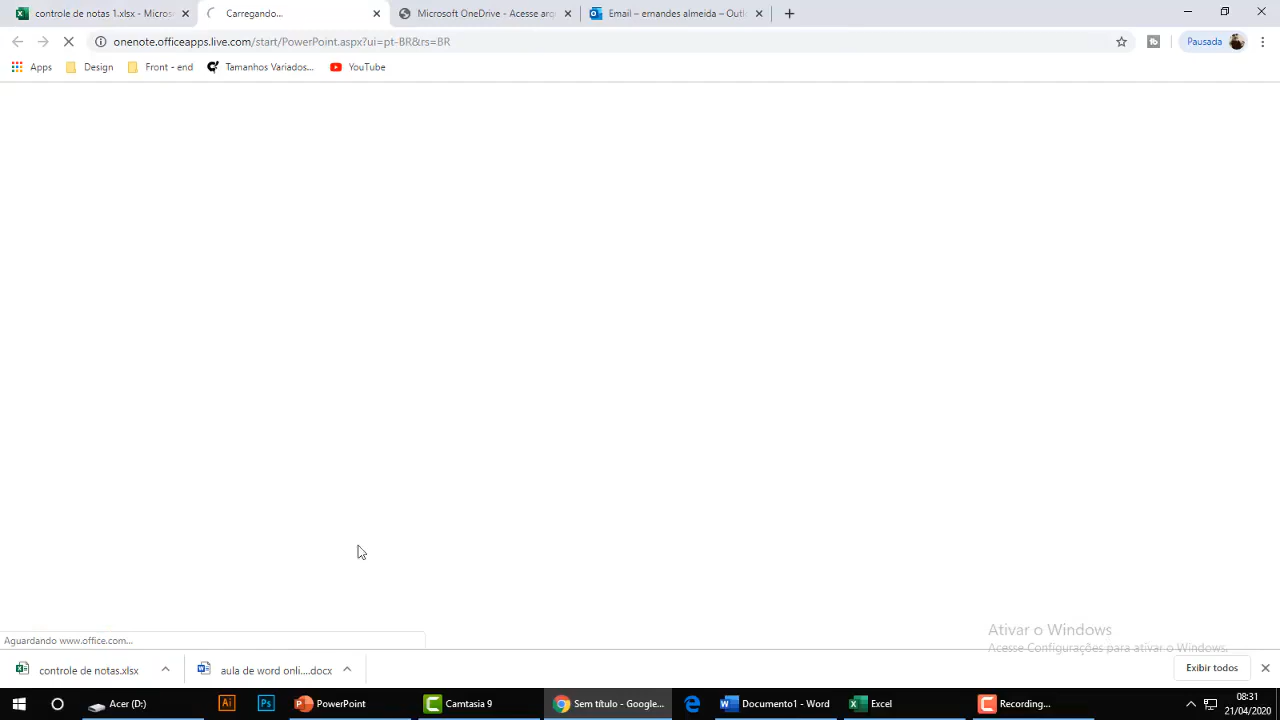 controle de notas 1.xlsx - Micros
Carregando...
Microsoft OneDrive - Acesse arq
Email – ernandes almeida – Outl
onenote.officeapps.live.com/start/PowerPoint.aspx?ui=pt-BR&rs=BR
Pausada
Apps
Design
Front - end
Tamanhos Variados...
YouTube
Aguardando www.office.com...
Ativar o Windows
Acesse Configurações para ativar o Windows.
controle de notas.xlsx
aula de word onli....docx
Exibir todos
Acer (D:)
Ai
Ps
PowerPoint
Camtasia 9
Sem título - Google...
Documento1 - Word
Excel
Recording...
08:31
21/04/2020